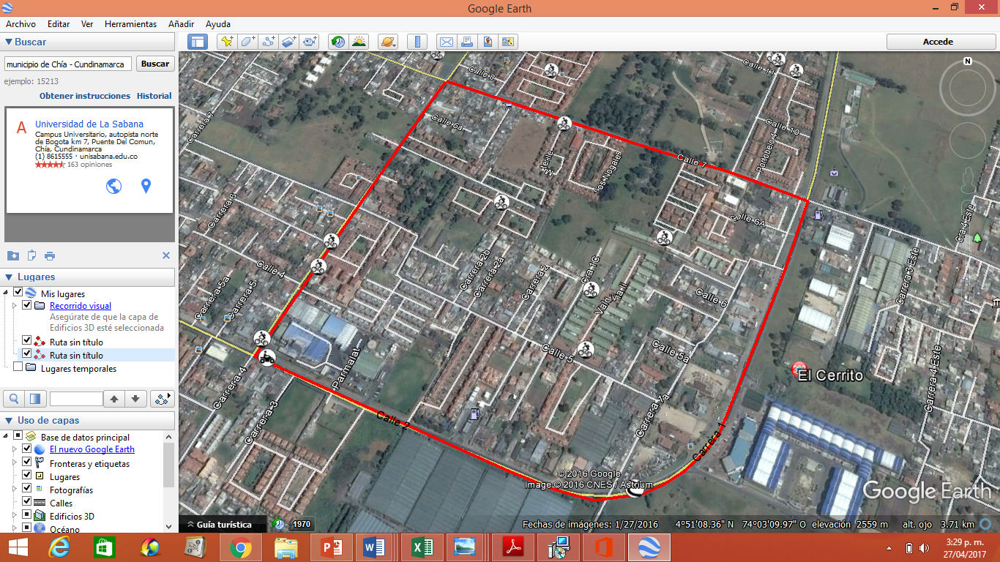 Google Earth
Archivo Editar Ver Herramientas Añadir Ayuda
Buscar
Accede
municipio de Chía - Cundinamarca
Buscar
ejemplo: 15213
Obtener instrucciones Historial
A
Universidad de La Sabana
Campus Universitario, autopista norte
de Bogota km 7, Puente Del Comun,
Chía, Cundinamarca
(1) 8615555 · unisabana.edu.co
163 opiniones
Lugares
Mis lugares
Recorrido visual
Asegúrate de que la capa de
Edificios 3D esté seleccionada
Ruta sin título
Ruta sin título
Lugares temporales
Uso de capas
Base de datos principal
El nuevo Google Earth
Fronteras y etiquetas
Lugares
Fotografías
Calles
Edificios 3D
Océano
N
Calle 8
Calle 11
Calle 6a
Calle 10
Portobelo 4
Calle 7
Los Nogales
Carrera 6
Calle 6A
Cra 4 Este
Calle 4
Carrera 2b
Carrera 2a
Carrera 2
Cra 1C
Carrera 3 Este
Carrera 5a
Carrera 5
Calle 6
Calle 5
Calle 5a
Parmalat
El Cerrito
Carrera 4
Carrera 3
Carrera 4 Este
Calle 2
Carrera 1a
Carrera 1
© 2016 Google
Image © 2016 CNES / Astrium
Google Earth
Guía turística
1970
Fechas de imágenes: 1/27/2016 4°51'08.36" N 74°03'09.97" O elevación 2559 m alt. ojo 3.71 km
3:29 p. m.
27/04/2017